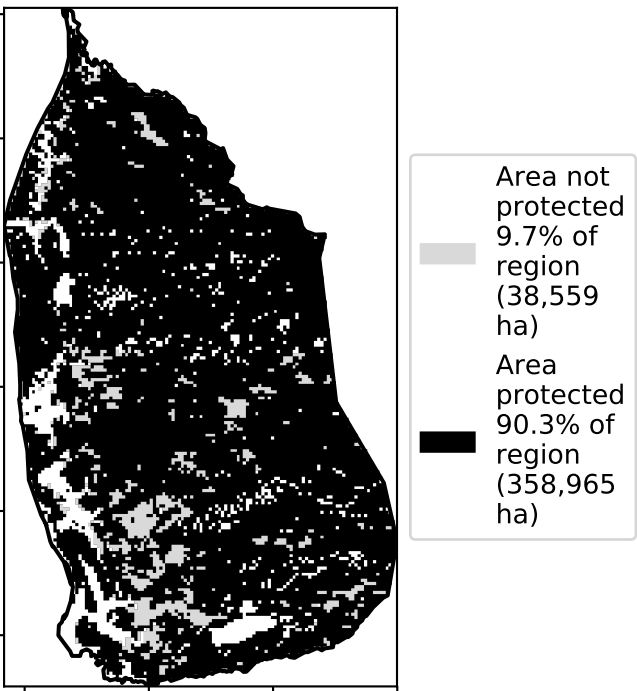 Area not
protected
9.7% of
region
(38,559
ha)
Area
protected
90.3% of
region
(358,965
ha)